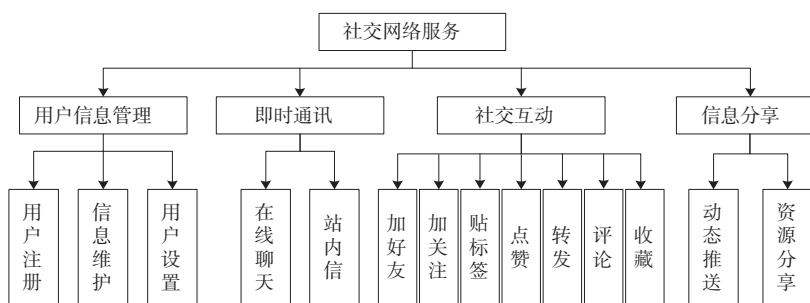 社交网络服务
用户信息管理
即时通讯
社交互动
信息分享
用户注册
信息维护
用户设置
在线聊天
站内信
加好友
加关注
贴标签
点赞
转发
评论
收藏
动态推送
资源分享